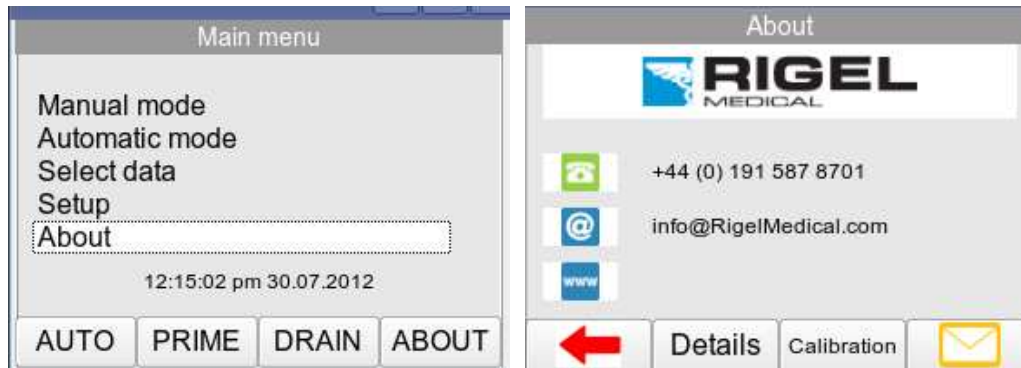 Main menu
Manual mode
Automatic mode
Select data
Setup
About
12:15:02 pm 30.07.2012
AUTO PRIME DRAIN ABOUT
About
RIGEL
MEDICAL
+44 (0) 191 587 8701
@ info@RigelMedical.com
www
Details Calibration